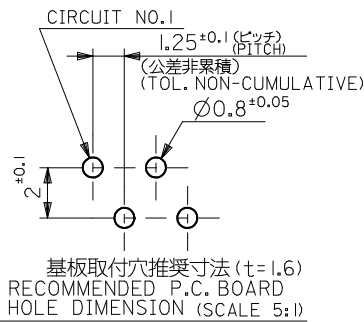 CIRCUIT NO.1
1.25±0.1 (ピッチ)
(PITCH)
(公差非累積)
(TOL. NON-CUMULATIVE)
Ø0.8±0.05
2±0.1
基板取付穴推奨寸法 (t=1.6)
RECOMMENDED P.C. BOARD
HOLE DIMENSION (SCALE 5:1)